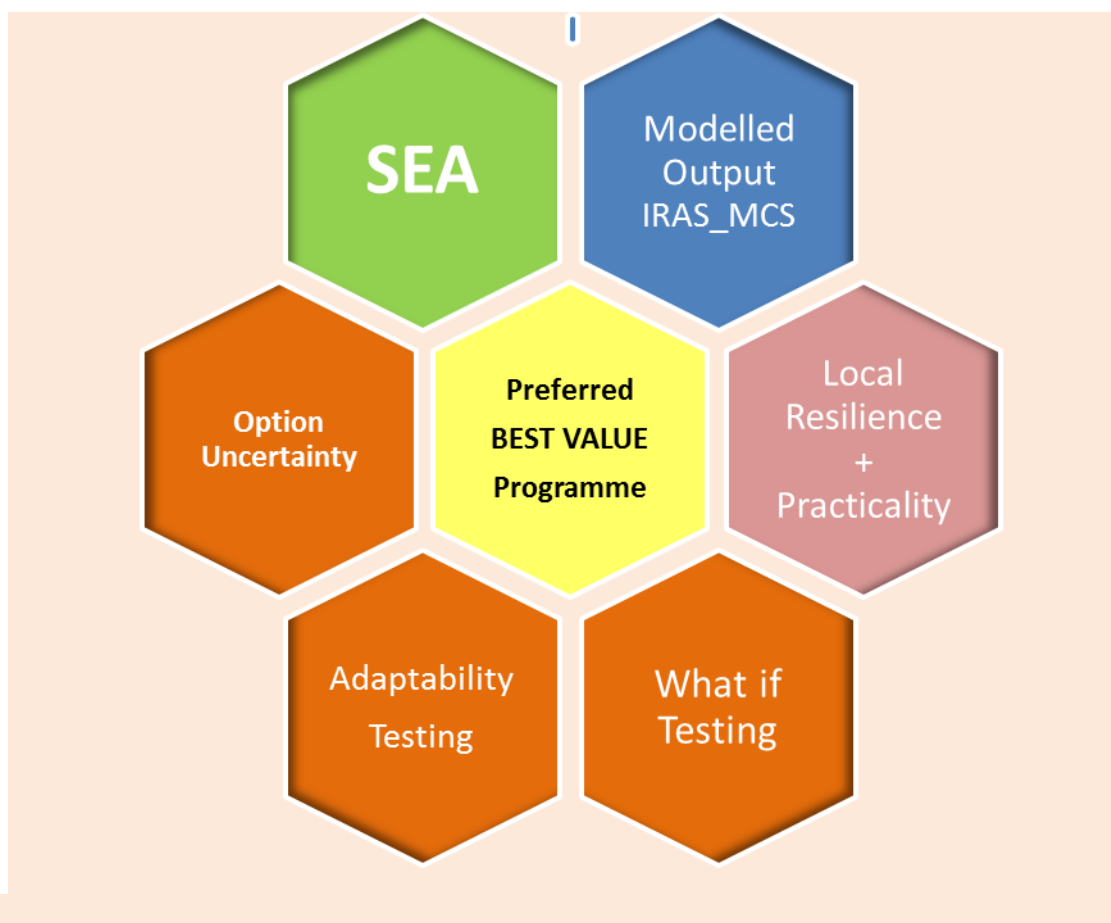 SEA
Modelled
Output
IRAS_MCS
Option
Uncertainty
Preferred
BEST VALUE
Programme
Local
Resilience
+
Practicality
Adaptability
Testing
What if
Testing